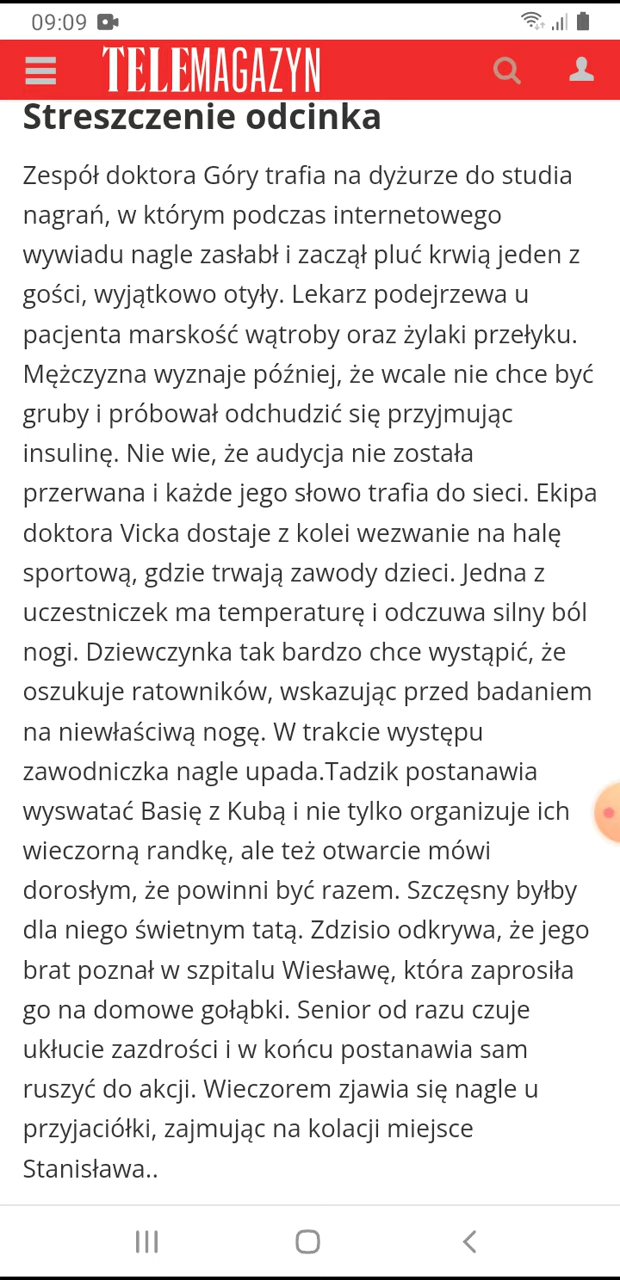 09:09
TELEMAGAZYN
Streszczenie odcinka
Zespół doktora Góry trafia na dyżurze do studia
nagrań, w którym podczas internetowego
wywiadu nagle zasłabł i zaczął pluć krwią jeden z
gości, wyjątkowo otyły. Lekarz podejrzewa u
pacjenta marskość wątroby oraz żylaki przełyku.
Mężczyzna wyznaje później, że wcale nie chce być
gruby i próbował odchudzić się przyjmując
insulinę. Nie wie, że audycja nie została
przerwana i każde jego słowo trafia do sieci. Ekipa
doktora Vicka dostaje z kolei wezwanie na halę
sportową, gdzie trwają zawody dzieci. Jedna z
uczestniczek ma temperaturę i odczuwa silny ból
nogi. Dziewczynka tak bardzo chce wystąpić, że
oszukuje ratowników, wskazując przed badaniem
na niewłaściwą nogę. W trakcie występu
zawodniczka nagle upada.Tadzik postanawia
wyswatać Basię z Kubą i nie tylko organizuje ich
wieczorną randkę, ale też otwarcie mówi
dorosłym, że powinni być razem. Szczęsny byłby
dla niego świetnym tatą. Zdzisio odkrywa, że jego
brat poznał w szpitalu Wiesławę, która zaprosiła
go na domowe gołąbki. Senior od razu czuje
ukłucie zazdrości i w końcu postanawia sam
ruszyć do akcji. Wieczorem zjawia się nagle u
przyjaciółki, zajmując na kolacji miejsce
Stanisława..